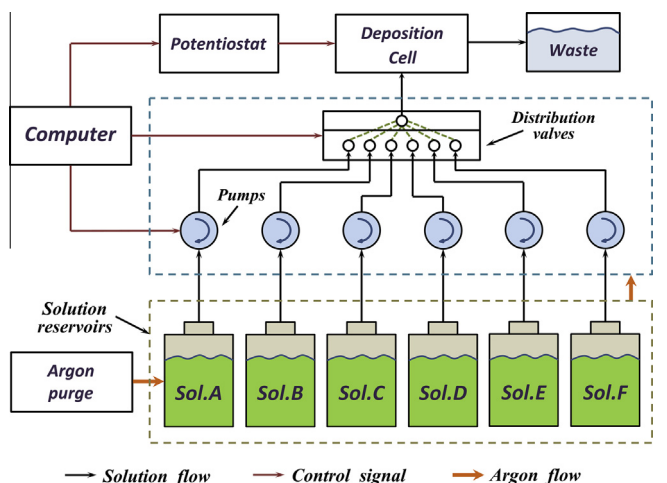 Potentiostat
Deposition
Cell
Waste
Computer
Distribution
valves
Pumps
Solution
reservoirs
Argon
purge
Sol.A
Sol.B
Sol.C
Sol.D
Sol.E
Sol.F
Solution flow
Control signal
Argon flow